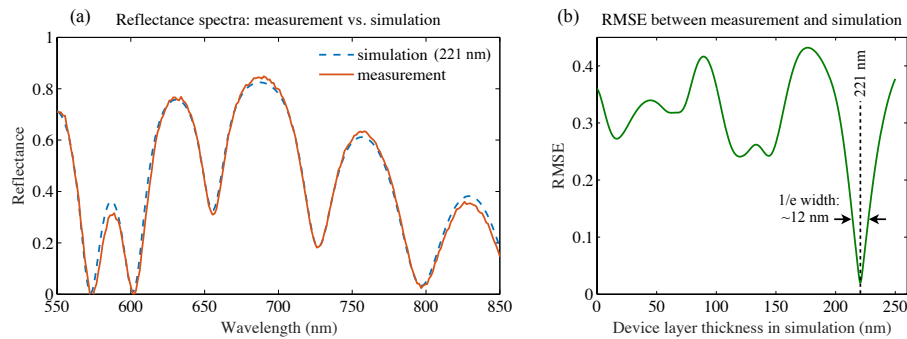 (a)
Reflectance spectra: measurement vs. simulation
1
0.8
0.6
0.4
0.2
0
Reflectance
simulation (221 nm)
measurement
550
600
650
700
750
800
850
Wavelength (nm)
(b)
RMSE between measurement and simulation
0.4
0.3
0.2
0.1
0
RMSE
221 nm
1/e width:
~12 nm
0
50
100
150
200
250
Device layer thickness in simulation (nm)